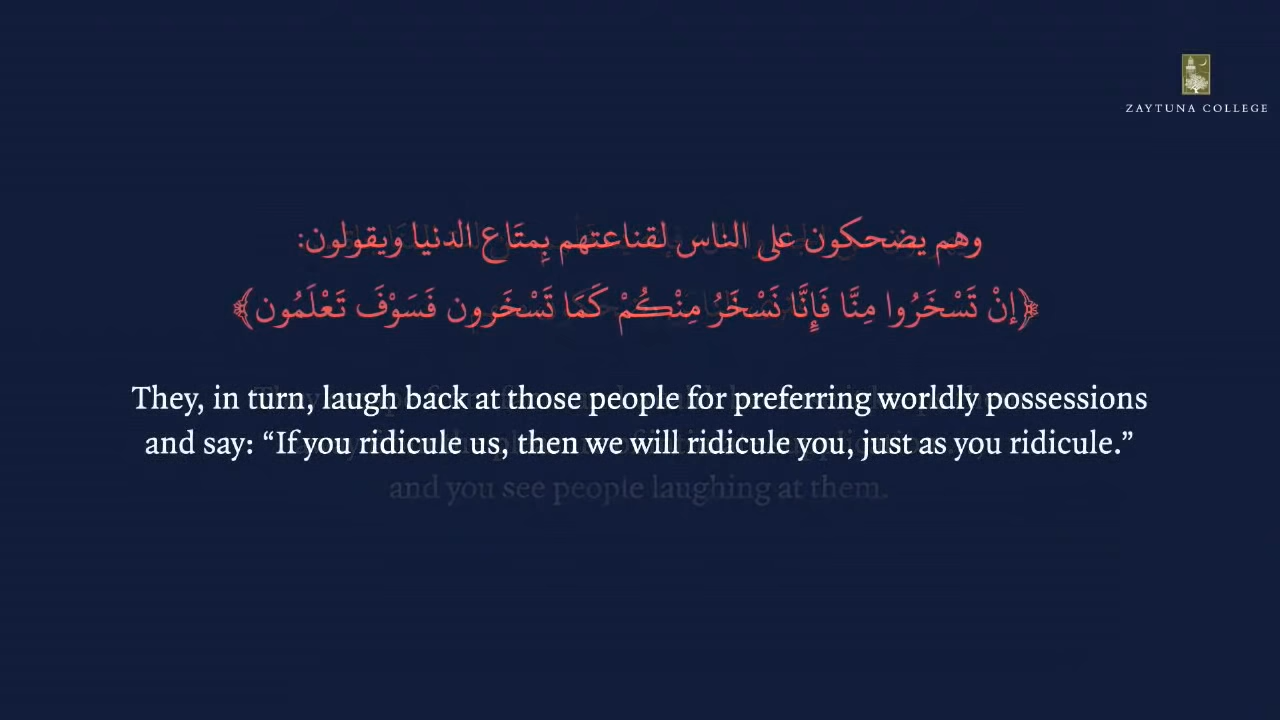 ZAYTUNA COLLEGE
وهم يضحكون على الناس لقناعتهم بِمتَاع الدنيا ويقولون:
﴿إنْ تَسْخَرُوا مِنَّا فَإِنَّا نَسْخَرُ مِنْكُمْ كَمَا تَسْخَرون فَسَوْفَ تَعْلَمُون﴾
They, in turn, laugh back at those people for preferring worldly possessions
and say: “If you ridicule us, then we will ridicule you, just as you ridicule.”
and you see people laughing at them.